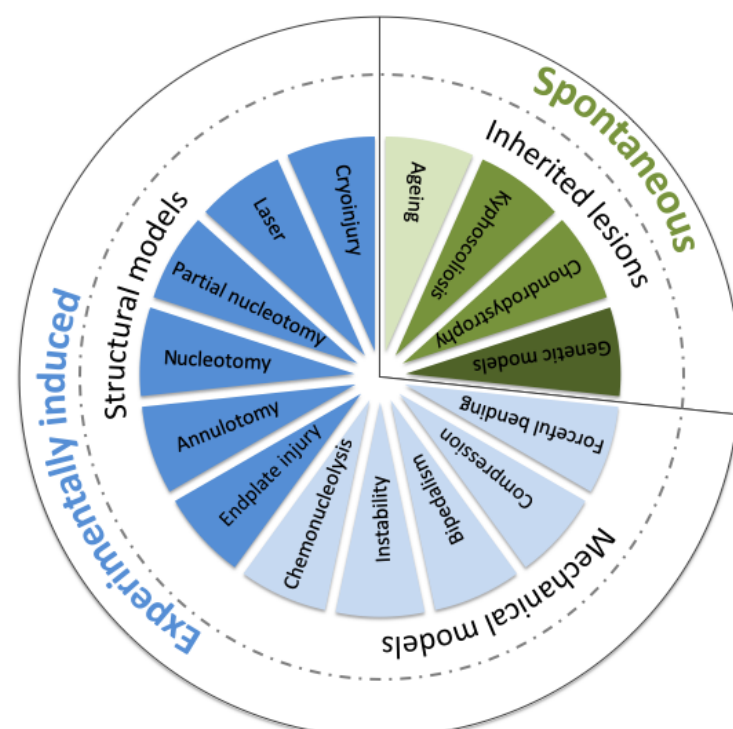 Spontaneous
Inherited lesions
Ageing
Kyphoscoliosis
Chondrodystrophy
Genetic models
Forceful bending
Compression
Bipedalism
Instability
Chemonucleolysis
Mechanical models
Endplate injury
Annulotomy
Nucleotomy
Partial nucleotomy
Laser
Cryoinjury
Structural models
Experimentally induced